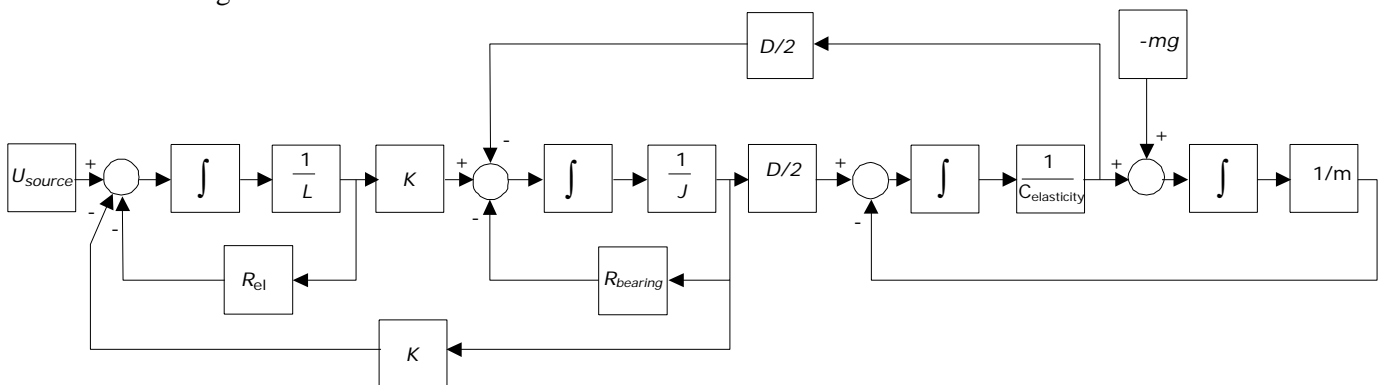 g
D/2
-mg
-
+
+
-
+
-
+
+
-
-
-
-
U_source
∫
1/L
K
∫
1/J
D/2
∫
1/C_elasticity
∫
1/m
R_el
R_bearing
K